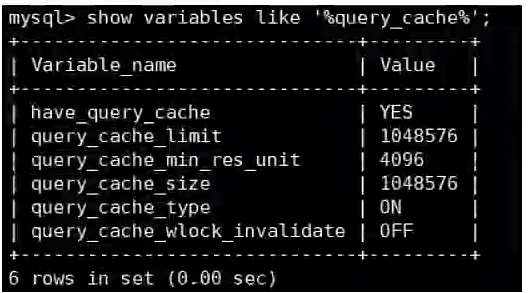 mysql> show variables like '%query_cache%';
+------------------------------+---------+
| Variable_name                | Value   |
+------------------------------+---------+
| have_query_cache             | YES     |
| query_cache_limit            | 1048576 |
| query_cache_min_res_unit     | 4096    |
| query_cache_size             | 1048576 |
| query_cache_type             | ON      |
| query_cache_wlock_invalidate | OFF     |
+------------------------------+---------+
6 rows in set (0.00 sec)